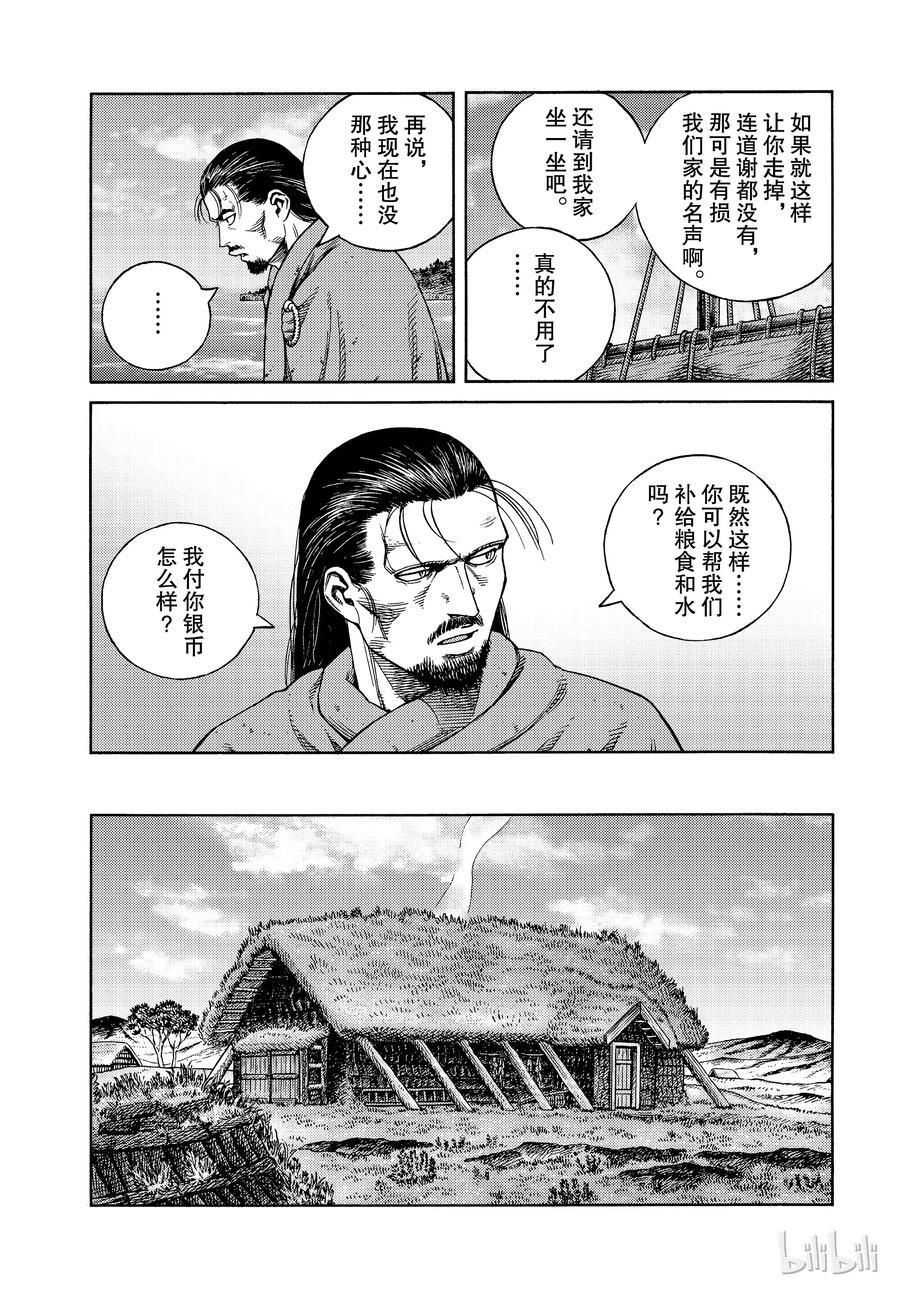 如果就这样
让你走掉，
连道谢都没有，
那可是有损
我们家的名声啊。
还请到我家
坐一坐吧。
真的不用了
……
再说，
我现在也没
那种心……
……
既然这样……
你可以帮我们
补给粮食和水
吗？
我付你银币
怎么样？
bilibili